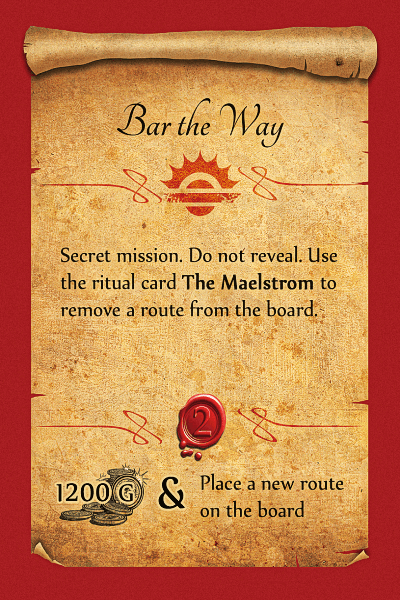 Bar the Way
Secret mission. Do not reveal. Use
the ritual card The Maelstrom to
remove a route from the board.
2
1200 G & Place a new route
on the board